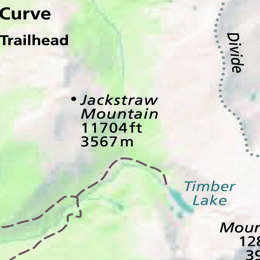 Curve
Trailhead
Divide
Jackstraw
Mountain
11704 ft
3567 m
Timber
Lake